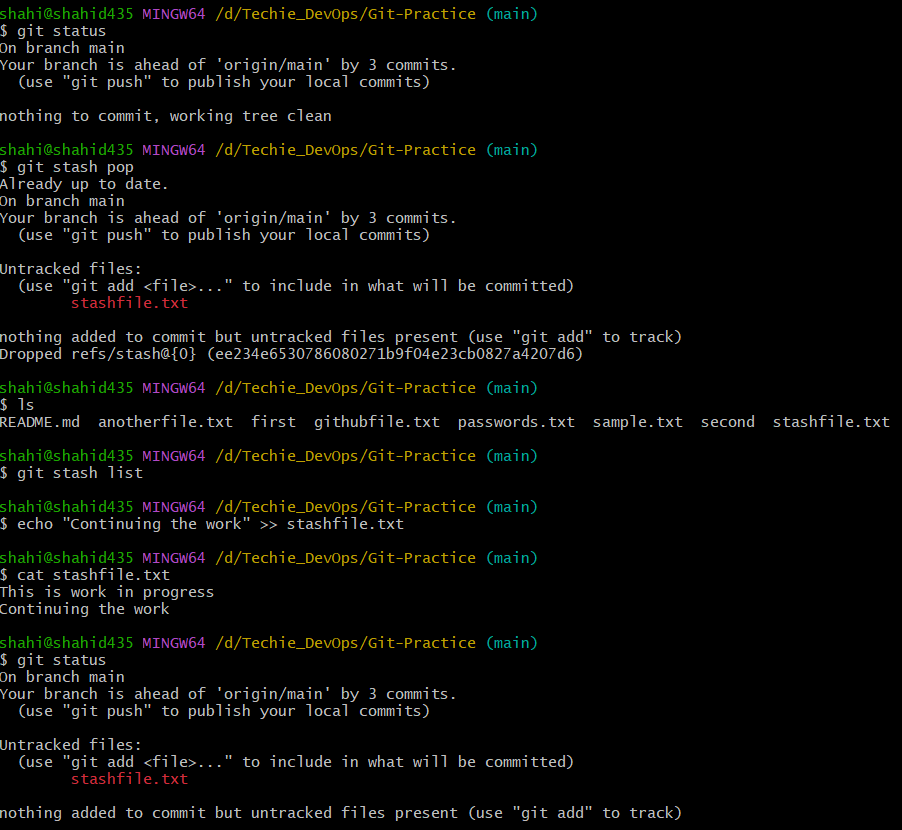 shahi@shahid435 MINGW64 /d/Techie_DevOps/Git-Practice (main)
$ git status
On branch main
Your branch is ahead of 'origin/main' by 3 commits.
  (use "git push" to publish your local commits)

nothing to commit, working tree clean

shahi@shahid435 MINGW64 /d/Techie_DevOps/Git-Practice (main)
$ git stash pop
Already up to date.
On branch main
Your branch is ahead of 'origin/main' by 3 commits.
  (use "git push" to publish your local commits)

Untracked files:
  (use "git add <file>..." to include in what will be committed)
        stashfile.txt

nothing added to commit but untracked files present (use "git add" to track)
Dropped refs/stash@{0} (ee234e6530786080271b9f04e23cb0827a4207d6)

shahi@shahid435 MINGW64 /d/Techie_DevOps/Git-Practice (main)
$ ls
README.md  anotherfile.txt  first  githubfile.txt  passwords.txt  sample.txt  second  stashfile.txt

shahi@shahid435 MINGW64 /d/Techie_DevOps/Git-Practice (main)
$ git stash list

shahi@shahid435 MINGW64 /d/Techie_DevOps/Git-Practice (main)
$ echo "Continuing the work" >> stashfile.txt

shahi@shahid435 MINGW64 /d/Techie_DevOps/Git-Practice (main)
$ cat stashfile.txt
This is work in progress
Continuing the work

shahi@shahid435 MINGW64 /d/Techie_DevOps/Git-Practice (main)
$ git status
On branch main
Your branch is ahead of 'origin/main' by 3 commits.
  (use "git push" to publish your local commits)

Untracked files:
  (use "git add <file>..." to include in what will be committed)
        stashfile.txt

nothing added to commit but untracked files present (use "git add" to track)